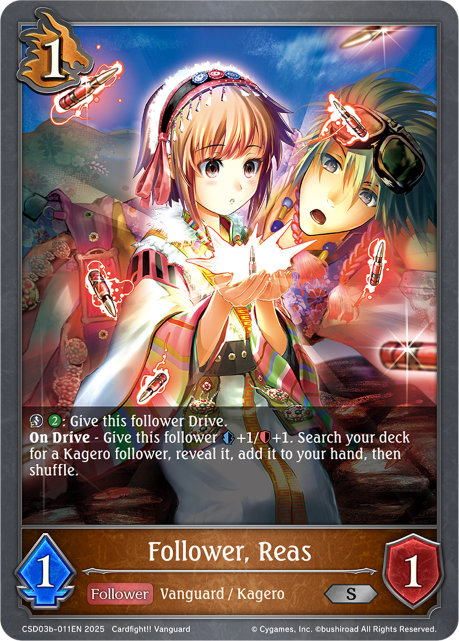 1
2 : Give this follower Drive.
On Drive - Give this follower +1/ +1. Search your deck
for a Kagero follower, reveal it, add it to your hand, then
shuffle.
Follower, Reas
1
Follower Vanguard / Kagero
S
1
CSD03b-011EN 2025 Cardfight!! Vanguard © Cygames, Inc. ©bushiroad All Rights Reserved.